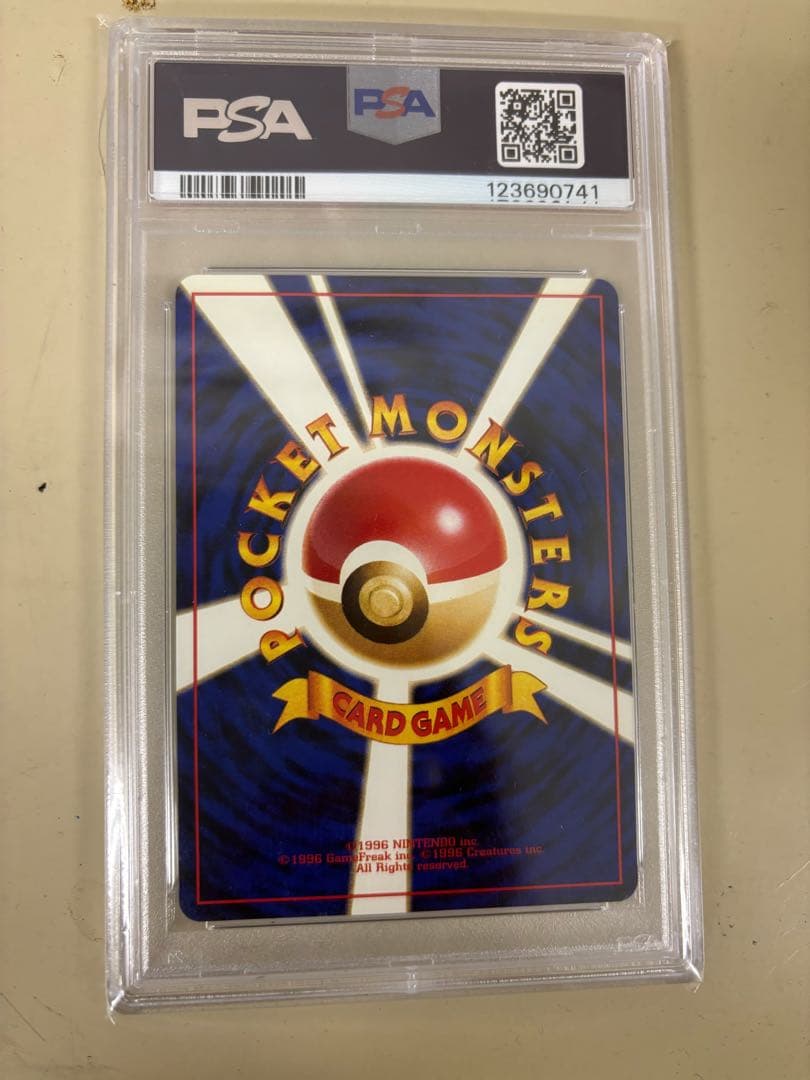 PSA
PSA
123690741
POCKET MONSTERS
CARD GAME
©1996 NINTENDO inc.
©1996 GameFreak inc. ©1996 Creatures inc.
All Rights reserved.